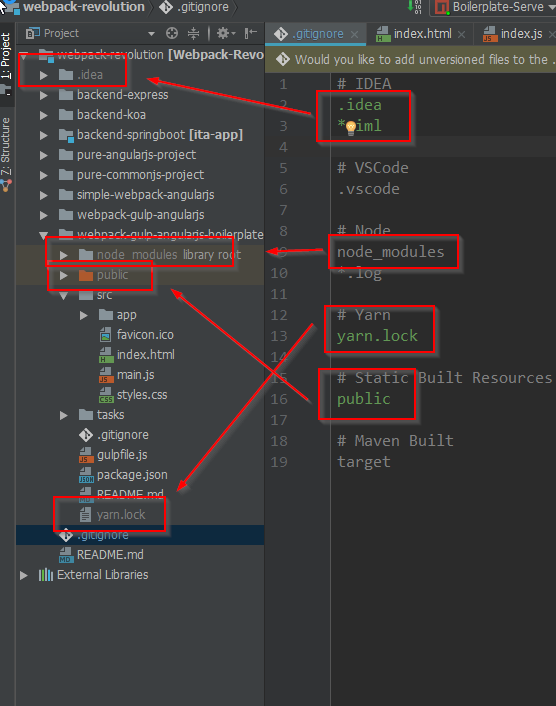 webpack-revolution
.gitignore
Boilerplate-Serve
1: Project
7: Structure
Project
webpack-revolution [Webpack-Revo
.idea
backend-express
backend-koa
backend-springboot [ita-app]
pure-angularjs-project
pure-commonjs-project
simple-webpack-angularjs
webpack-gulp-angularjs
webpack-gulp-angularjs-boilerplate
node_modules library root
public
src
app
favicon.ico
index.html
main.js
styles.css
tasks
.gitignore
gulpfile.js
package.json
README.md
yarn.lock
.gitignore
README.md
External Libraries
.gitignore
index.html
index.js
Would you like to add unversioned files to the .
1 # IDEA
2 .idea
3 *.iml
4
5 # VSCode
6 .vscode
7
8 # Node
9 node_modules
10 *.log
11
12 # Yarn
13 yarn.lock
14
15 # Static Built Resources
16 public
17
18 # Maven Built
19 target